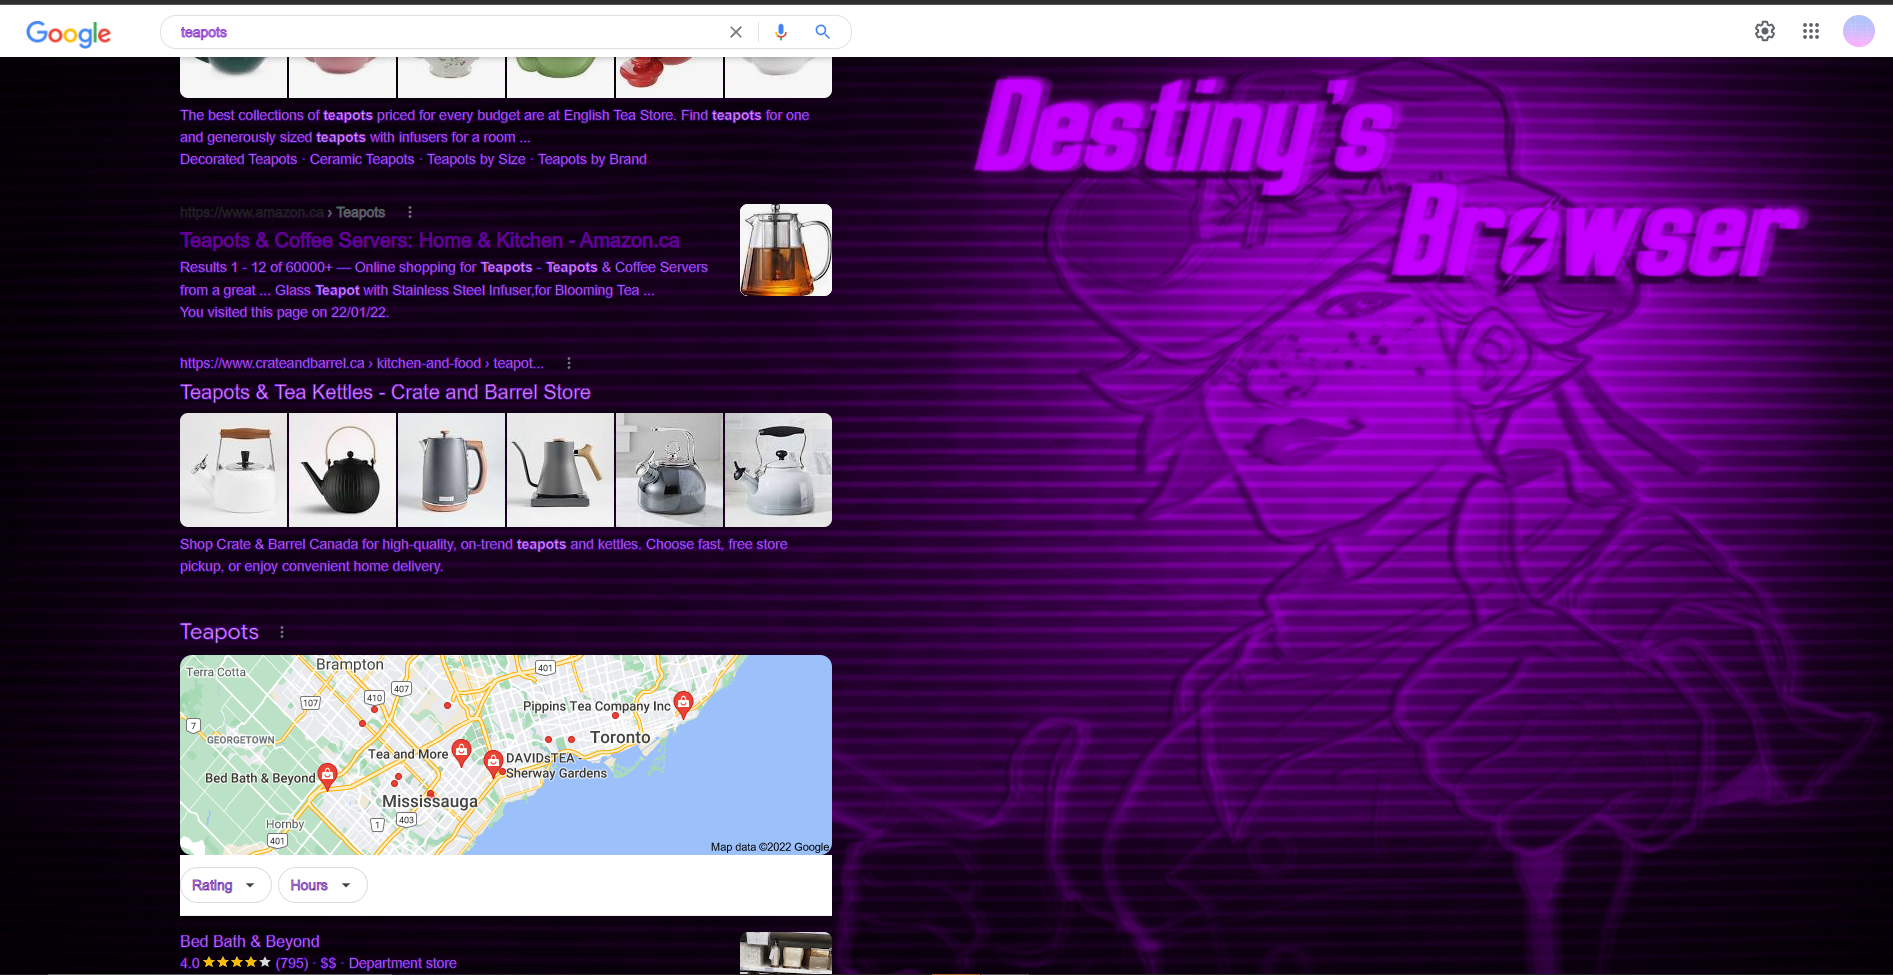 Google
teapots
Destiny's
Browser
The best collections of teapots priced for every budget are at English Tea Store. Find teapots for one
and generously sized teapots with infusers for a room ...
Decorated Teapots · Ceramic Teapots · Teapots by Size · Teapots by Brand
https://www.amazon.ca › Teapots
Teapots & Coffee Servers: Home & Kitchen - Amazon.ca
Results 1 - 12 of 60000+ — Online shopping for Teapots - Teapots & Coffee Servers
from a great ... Glass Teapot with Stainless Steel Infuser,for Blooming Tea ...
You visited this page on 22/01/22.
https://www.crateandbarrel.ca › kitchen-and-food › teapot...
Teapots & Tea Kettles - Crate and Barrel Store
Shop Crate & Barrel Canada for high-quality, on-trend teapots and kettles. Choose fast, free store
pickup, or enjoy convenient home delivery.
Teapots
Terra Cotta
Brampton
401
407
410
107
Pippins Tea Company Inc
7
GEORGETOWN
Toronto
Tea and More
DAVIDsTEA -
Sherway Gardens
Bed Bath & Beyond
Mississauga
Hornby
1
403
401
Map data ©2022 Google
Rating
Hours
Bed Bath & Beyond
4.0 (795) · $$ · Department store